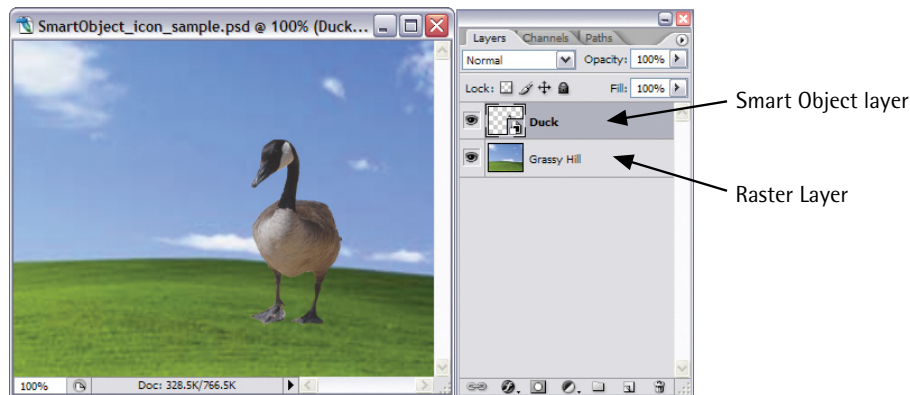 SmartObject_icon_sample.psd @ 100% (Duck...
100%
Doc: 328.5K/766.5K
Layers
Channels
Paths
Normal
Opacity: 100%
Lock:
Fill: 100%
Duck
Grassy Hill
Smart Object layer
Raster Layer